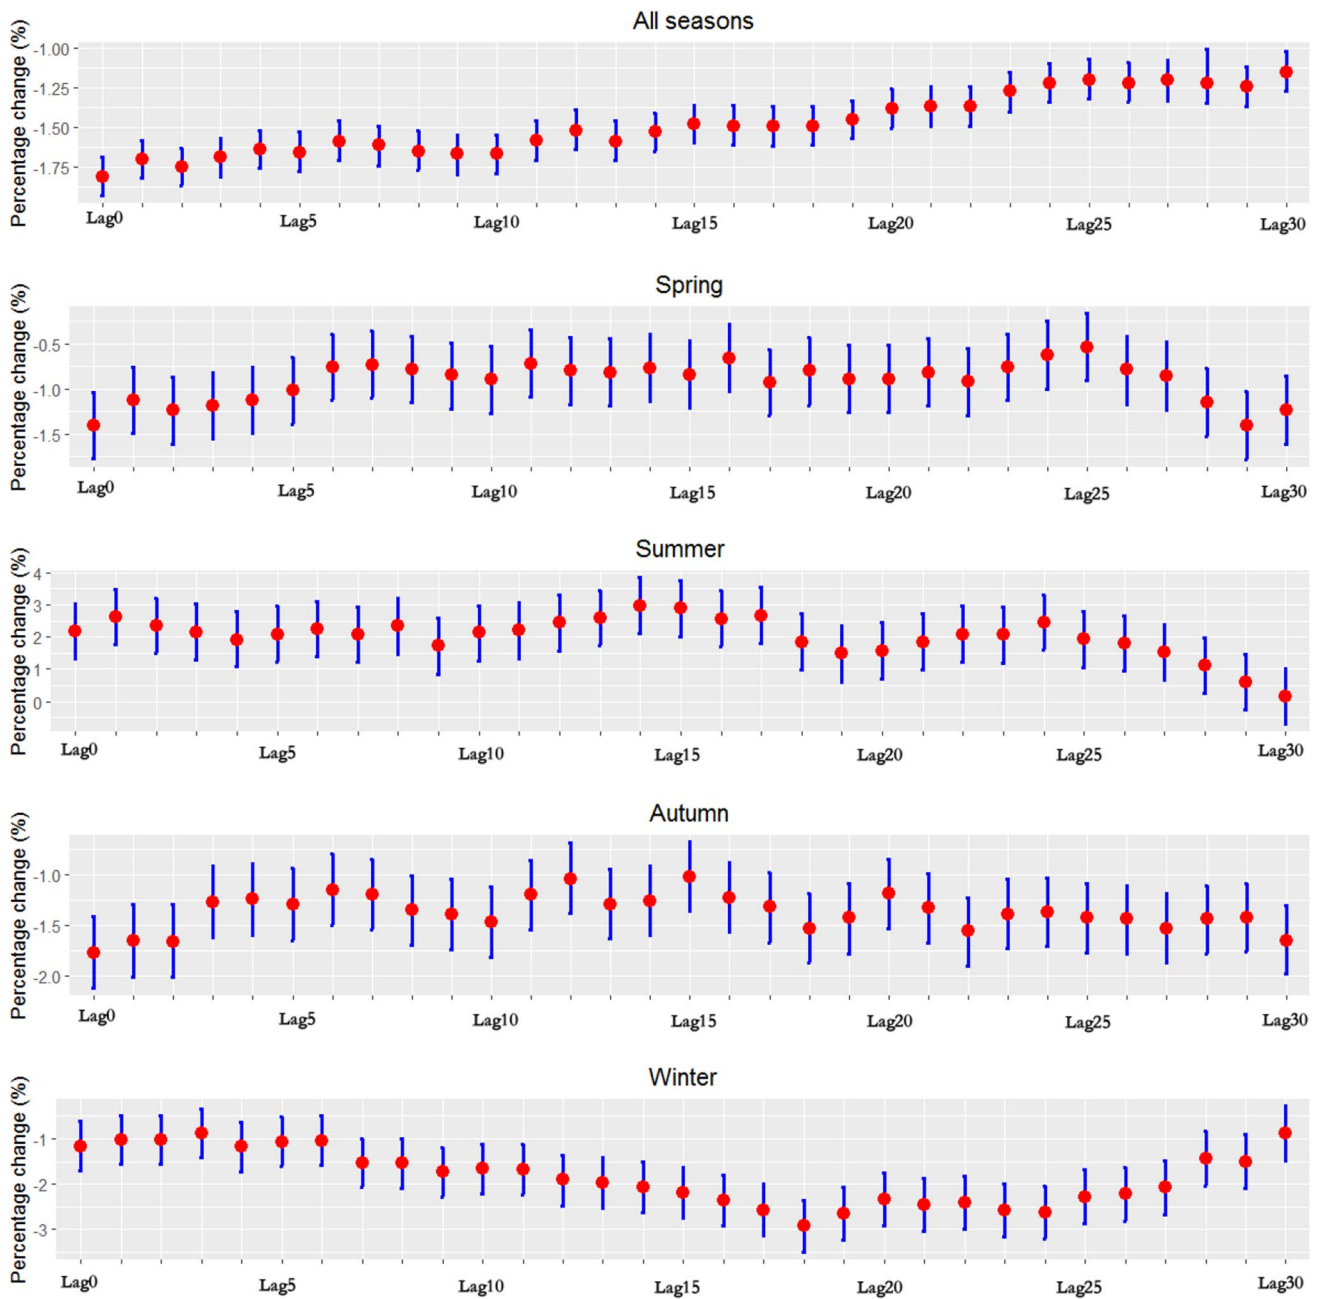 All seasons
Percentage change (%)
-1.00
-1.25
-1.50
-1.75
Lag0 Lag5 Lag10 Lag15 Lag20 Lag25 Lag30
Spring
Percentage change (%)
-0.5
-1.0
-1.5
Lag0 Lag5 Lag10 Lag15 Lag20 Lag25 Lag30
Summer
Percentage change (%)
4
3
2
1
0
Lag0 Lag5 Lag10 Lag15 Lag20 Lag25 Lag30
Autumn
Percentage change (%)
-1.0
-1.5
-2.0
Lag0 Lag5 Lag10 Lag15 Lag20 Lag25 Lag30
Winter
Percentage change (%)
-1
-2
-3
Lag0 Lag5 Lag10 Lag15 Lag20 Lag25 Lag30